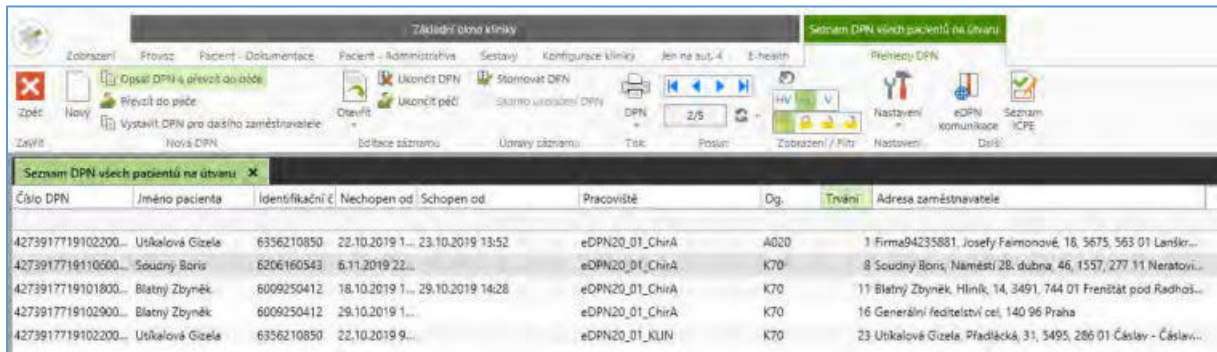 Základní okno kliniky
Seznam DPN všech pacientů na útvaru
Zobrazení Provoz Pacient - Dokumentace Pacient - Administrativa Sestavy Konfigurace kliniky Jen na aut. 4 E-health Přehledy DPN
Zpět
Nový
Opsat DPN a převzít do péče
Převzít do péče
Vystavit DPN pro dalšího zaměstnavatele
Otevřít
Ukončit DPN
Ukončit péči
Stornovat DPN
Storno ukončení DPN
DPN
2/5
HV V
Nastavení
eDPN komunikace
Seznam IČPE
Zavřít Nová DPN Editace záznamu Úpravy záznamu Tisk Posun Zobrazení / Filtr Nastavení Další
Seznam DPN všech pacientů na útvaru
Číslo DPN Jméno pacienta Identifikační č Nechopen od Schopen od Pracoviště Dg. Trvání Adresa zaměstnavatele
4273917719102200... Utíkalová Gizela 6356210850 22.10.2019 1... 23.10.2019 13:52 eDPN20_01_ChirA A020 1 Firma94235881, Josefy Faimonové, 18, 5675, 563 01 Lanškr...
4273917719110600... Soudný Boris 6206160543 6.11.2019 22... eDPN20_01_ChirA K70 8 Soudný Boris, Náměstí 28. dubna, 46, 1557, 277 11 Neratovi...
4273917719101800... Blatný Zbyněk 6009250412 18.10.2019 1... 29.10.2019 14:28 eDPN20_01_ChirA K70 11 Blatný Zbyněk, Hliník, 14, 3491, 744 01 Frenštát pod Radhoš...
4273917719102900... Blatný Zbyněk 6009250412 29.10.2019 1... eDPN20_01_ChirA K70 16 Generální ředitelství cel, 140 96 Praha
4273917719102200... Utíkalová Gizela 6356210850 22.10.2019 9... eDPN20_01_KLIN K70 23 Utíkalová Gizela, Přadlácká, 31, 5495, 286 01 Čáslav - Čáslav...